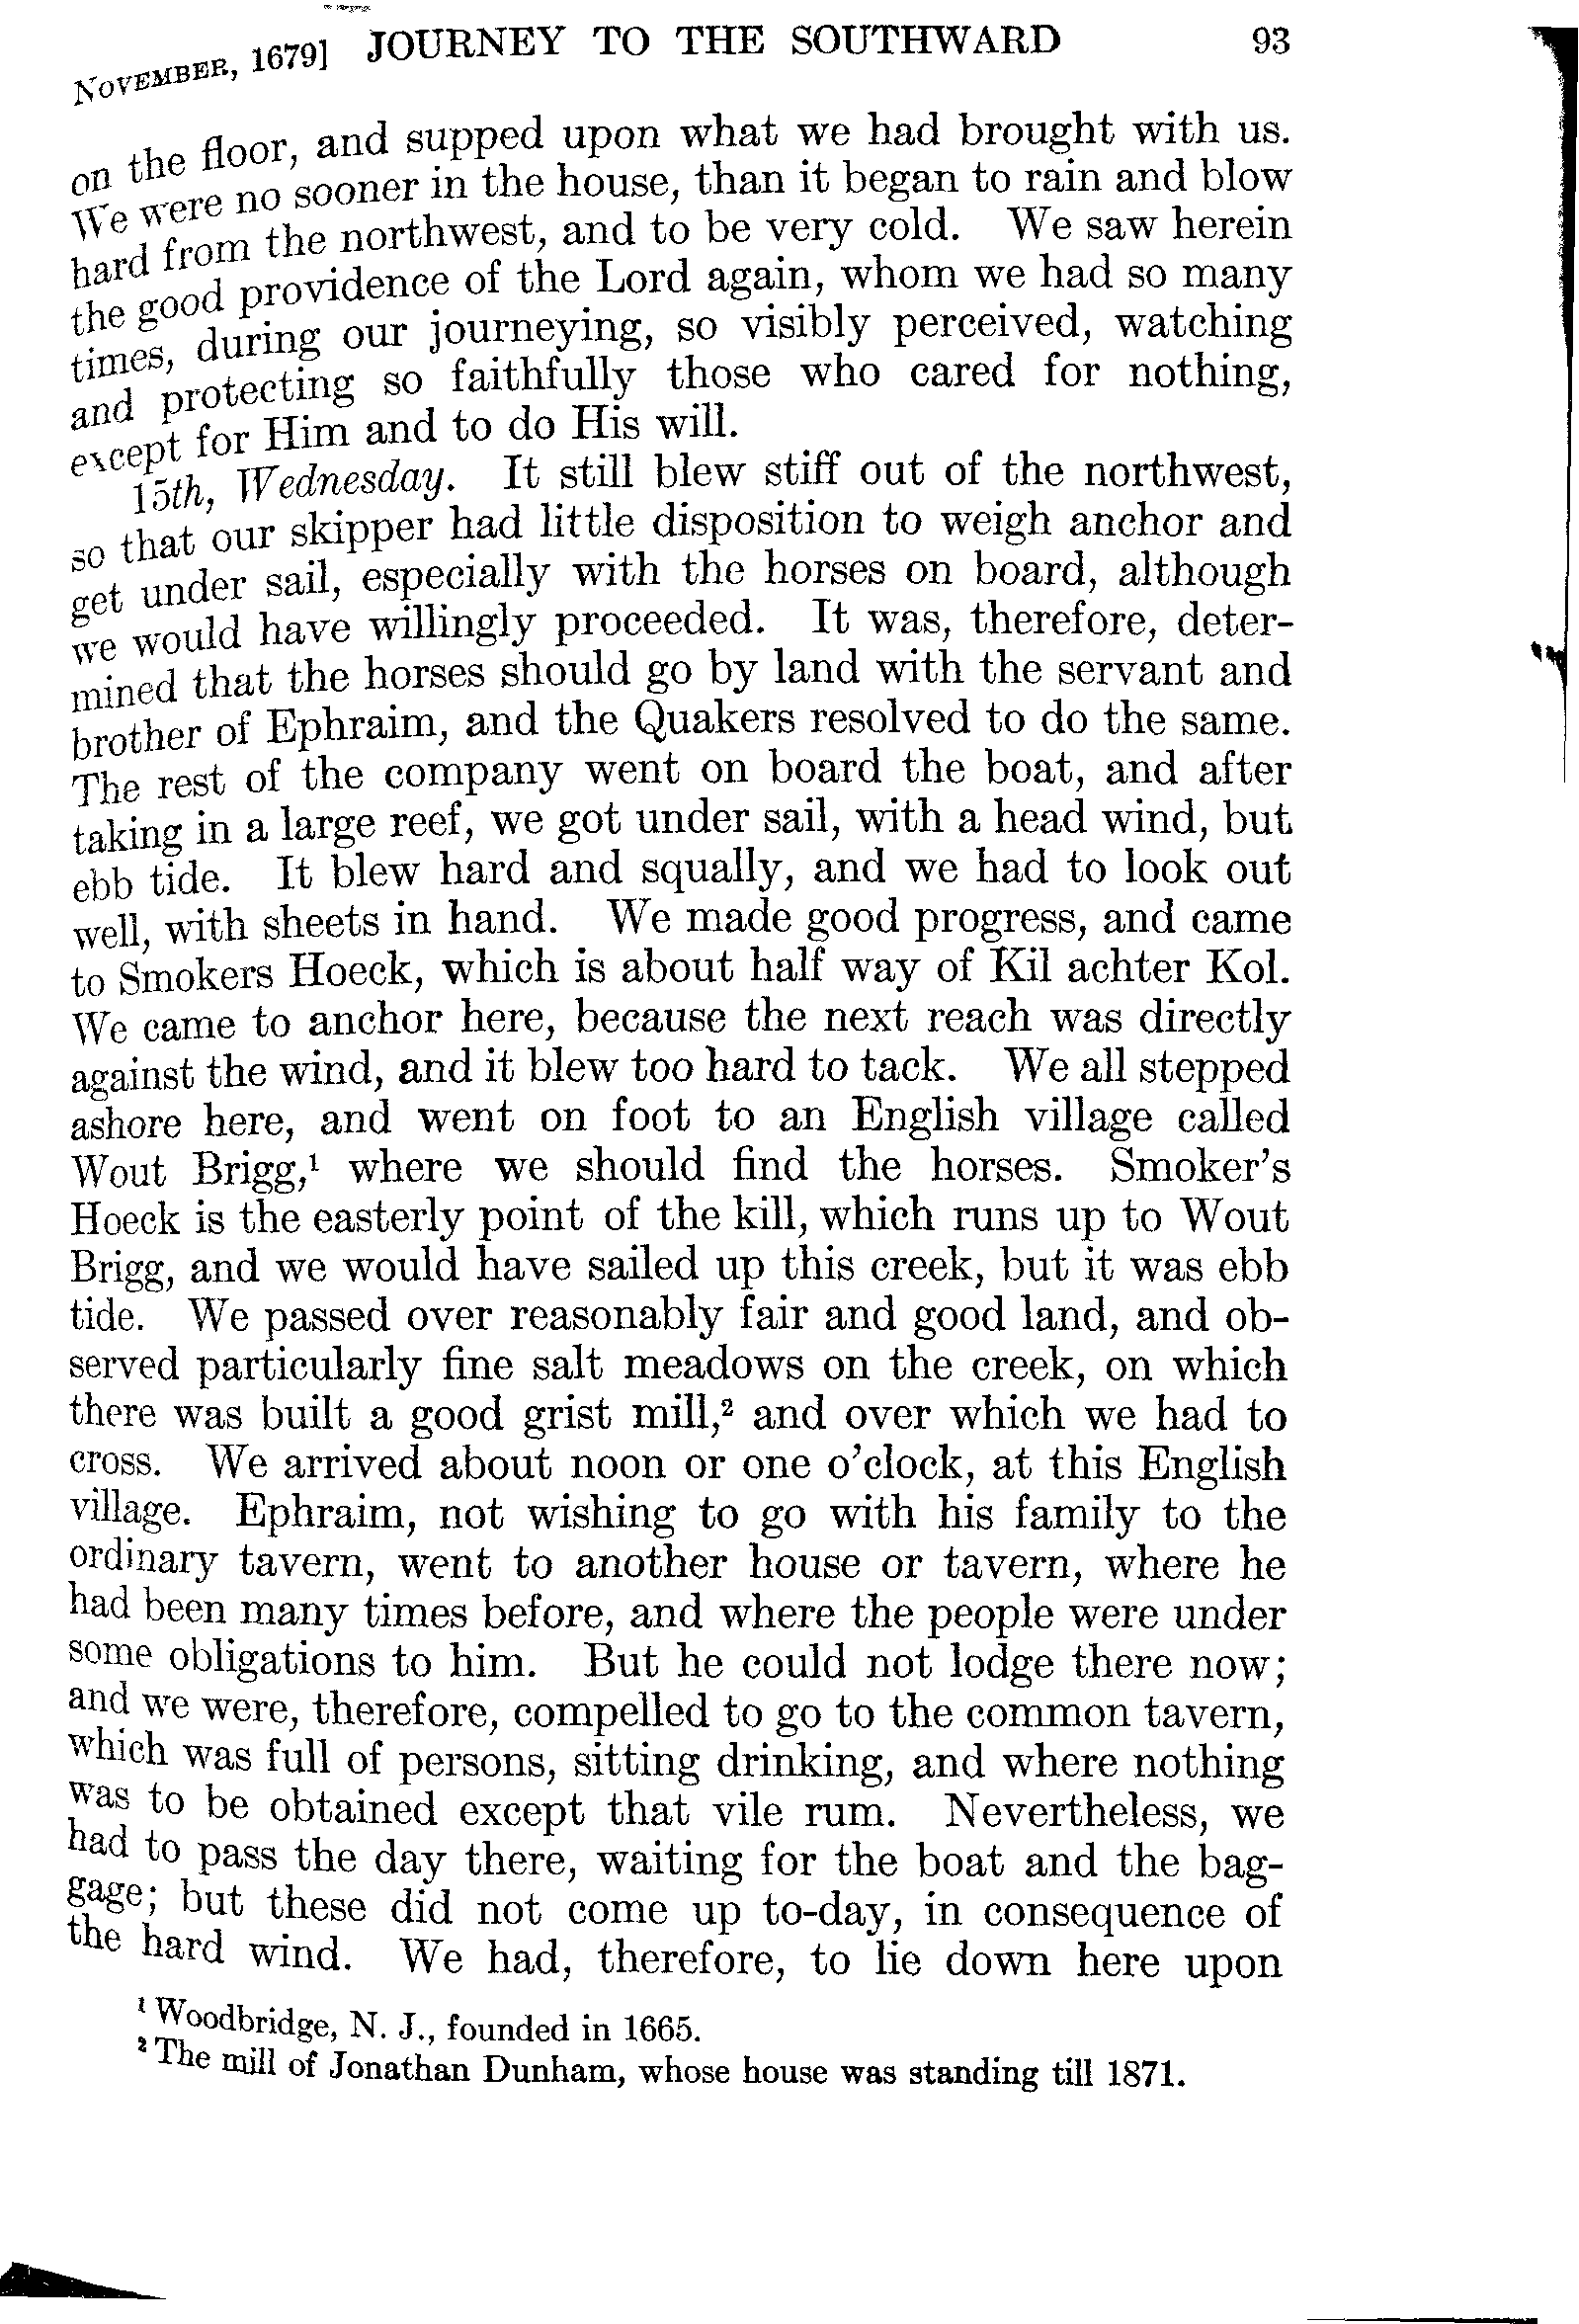 NOVEMBER, 1679] JOURNEY TO THE SOUTHWARD 93
on the floor, and supped upon what we had brought with us.
We were no sooner in the house, than it began to rain and blow
hard from the northwest, and to be very cold. We saw herein
the good providence of the Lord again, whom we had so many
times, during our journeying, so visibly perceived, watching
and protecting so faithfully those who cared for nothing,
except for Him and to do His will.
15th, Wednesday. It still blew stiff out of the northwest,
so that our skipper had little disposition to weigh anchor and
get under sail, especially with the horses on board, although
we would have willingly proceeded. It was, therefore, deter-
mined that the horses should go by land with the servant and
brother of Ephraim, and the Quakers resolved to do the same.
The rest of the company went on board the boat, and after
taking in a large reef, we got under sail, with a head wind, but
ebb tide. It blew hard and squally, and we had to look out
well, with sheets in hand. We made good progress, and came
to Smokers Hoeck, which is about half way of Kil achter Kol.
We came to anchor here, because the next reach was directly
against the wind, and it blew too hard to tack. We all stepped
ashore here, and went on foot to an English village called
Wout Brigg,¹ where we should find the horses. Smoker's
Hoeck is the easterly point of the kill, which runs up to Wout
Brigg, and we would have sailed up this creek, but it was ebb
tide. We passed over reasonably fair and good land, and ob-
served particularly fine salt meadows on the creek, on which
there was built a good grist mill,² and over which we had to
cross. We arrived about noon or one o'clock, at this English
village. Ephraim, not wishing to go with his family to the
ordinary tavern, went to another house or tavern, where he
had been many times before, and where the people were under
some obligations to him. But he could not lodge there now;
and we were, therefore, compelled to go to the common tavern,
which was full of persons, sitting drinking, and where nothing
was to be obtained except that vile rum. Nevertheless, we
had to pass the day there, waiting for the boat and the bag-
gage; but these did not come up to-day, in consequence of
the hard wind. We had, therefore, to lie down here upon
¹ Woodbridge, N. J., founded in 1665.
² The mill of Jonathan Dunham, whose house was standing till 1871.